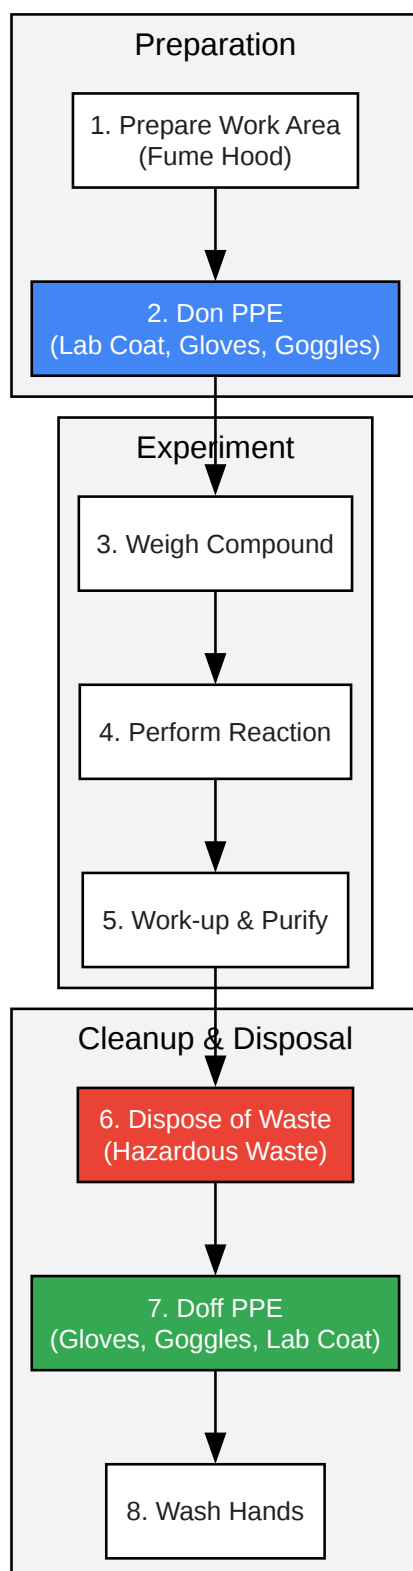 Preparation
1. Prepare Work Area
(Fume Hood)
2. Don PPE
(Lab Coat, Gloves, Goggles)
Experiment
3. Weigh Compound
4. Perform Reaction
5. Work-up & Purify
Cleanup & Disposal
6. Dispose of Waste
(Hazardous Waste)
7. Doff PPE
(Gloves, Goggles, Lab Coat)
8. Wash Hands